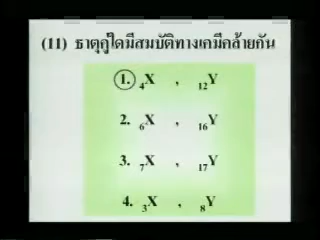 (11) ธาตุคู่ใดมีสมบัติทางเคมีคล้ายกัน
1. ₄X , ₁₂Y
2. ₆X , ₁₆Y
3. ₇X , ₁₇Y
4. ₃X , ₈Y